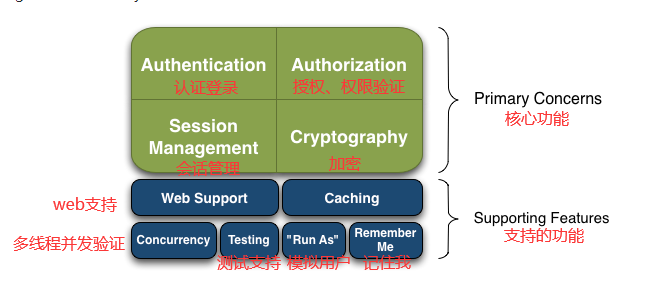 Authentication
认证登录
Authorization
授权、权限验证
Primary Concerns
核心功能
Session
Management
会话管理
Cryptography
加密
Web Support
Caching
web支持
Supporting Features
支持的功能
多线程并发验证
Concurrency
Testing
"Run As"
Remember
Me
测试支持
模拟用户
记住我